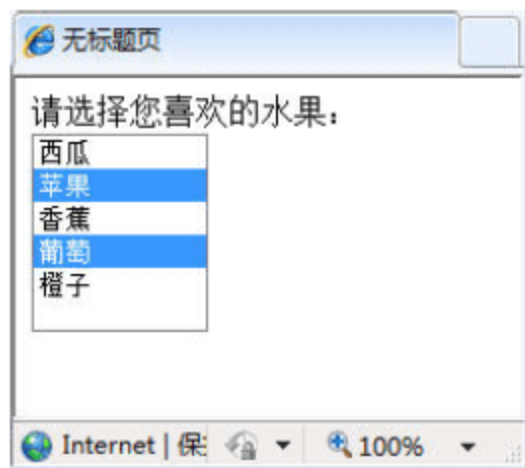 无标题页
请选择您喜欢的水果：
西瓜
苹果
香蕉
葡萄
橙子
Internet | 保
100%